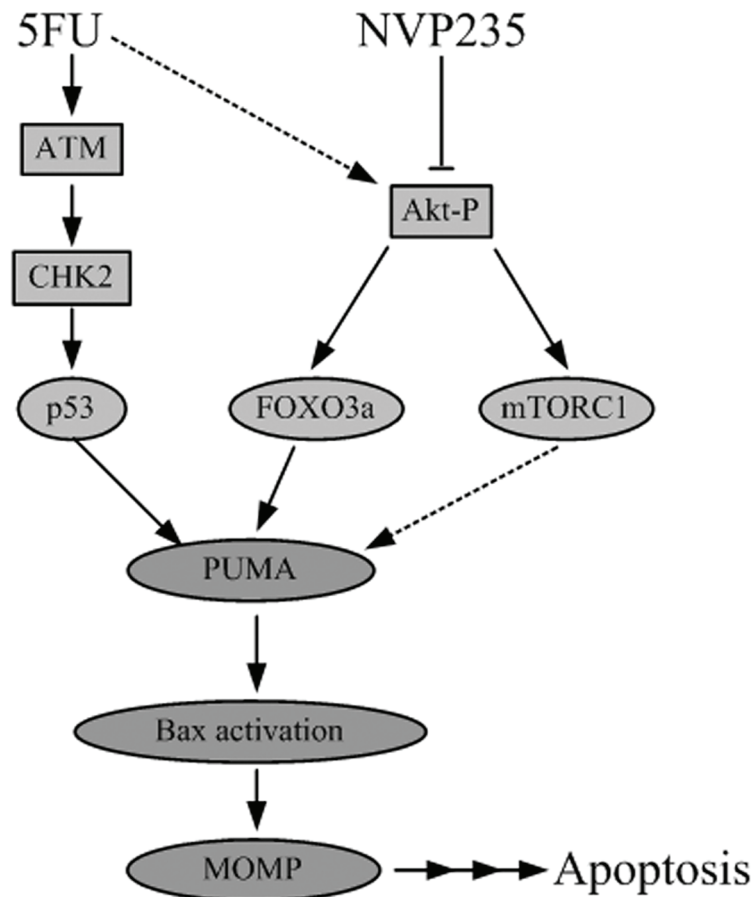 5FU
NVP235
ATM
Akt-P
CHK2
p53
FOXO3a
mTORC1
PUMA
Bax activation
MOMP
Apoptosis